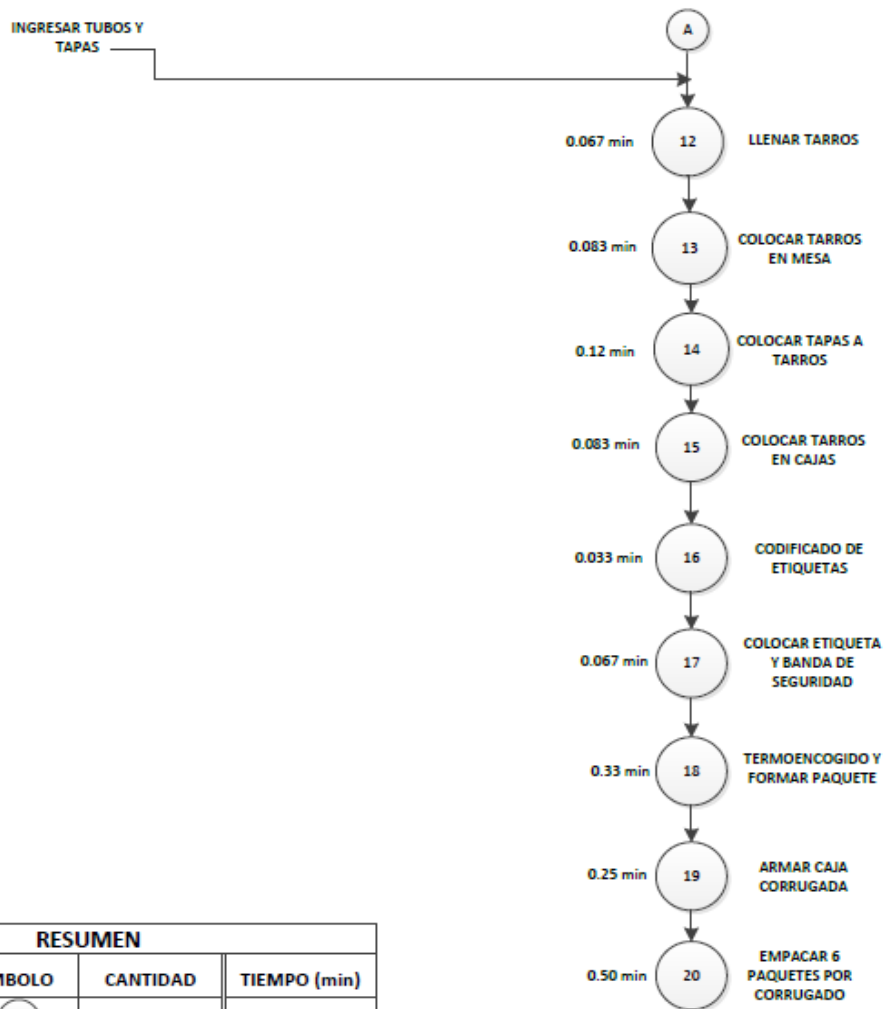 INGRESAR TUBOS Y
TAPAS
A
0.067 min
12
LLENAR TARROS
0.083 min
13
COLOCAR TARROS
EN MESA
0.12 min
14
COLOCAR TAPAS A
TARROS
0.083 min
15
COLOCAR TARROS
EN CAJAS
0.033 min
16
CODIFICADO DE
ETIQUETAS
0.067 min
17
COLOCAR ETIQUETA
Y BANDA DE
SEGURIDAD
0.33 min
18
TERMOENCOGIDO Y
FORMAR PAQUETE
0.25 min
19
ARMAR CAJA
CORRUGADA
0.50 min
20
EMPACAR 6
PAQUETES POR
CORRUGADO
RESUMEN
MBOLO
CANTIDAD
TIEMPO (min)